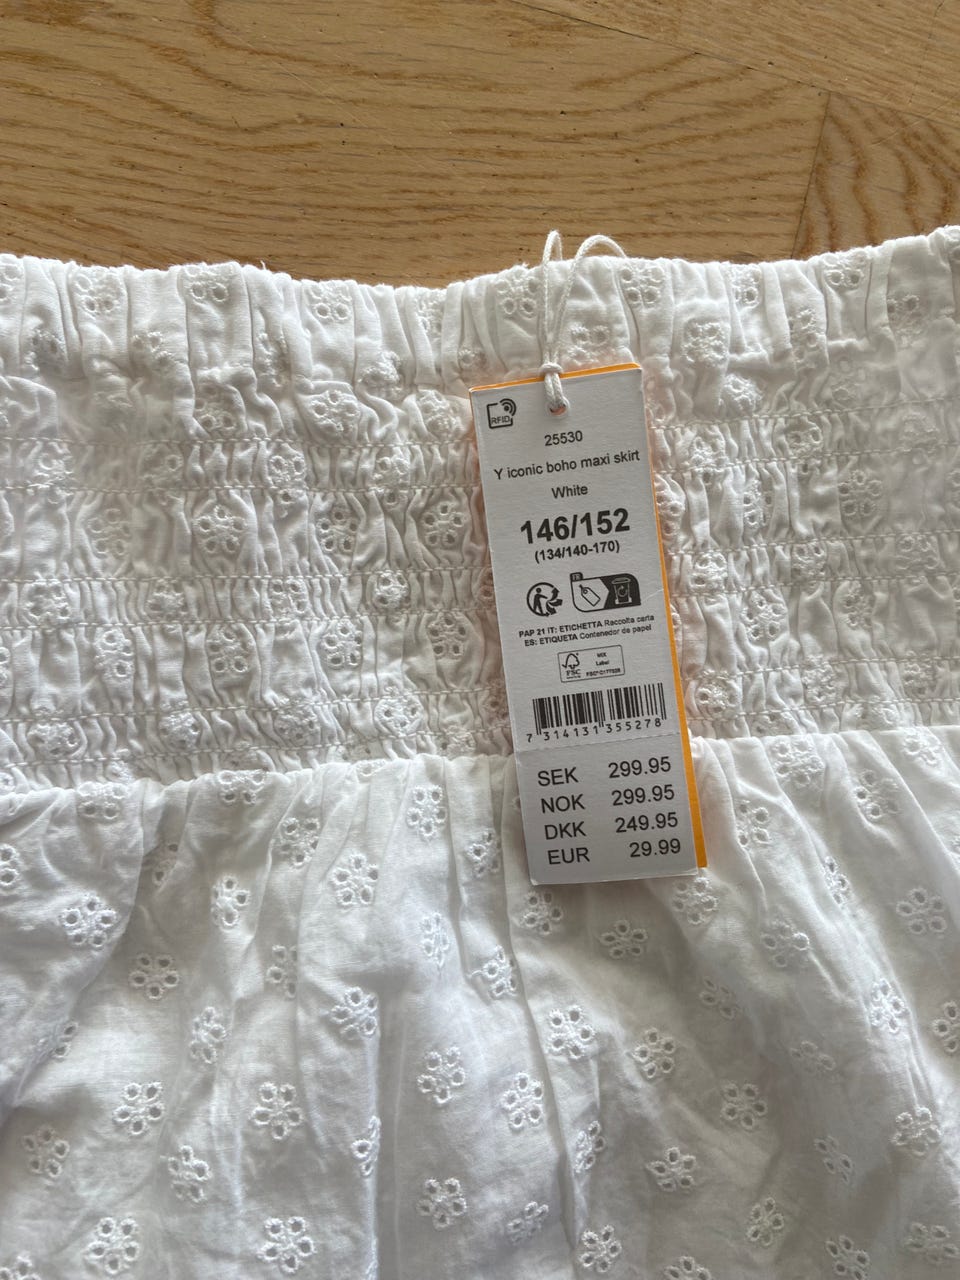 RFID
25530
Y iconic boho maxi skirt
White
146/152
(134/140-170)
FR
PAP 21 IT: ETICHETTA Raccolta carta
ES: ETIQUETA Contenedor de papel
MIX
Label
FSC
7 314131 355278
SEK 299.95
NOK 299.95
DKK 249.95
EUR 29.99